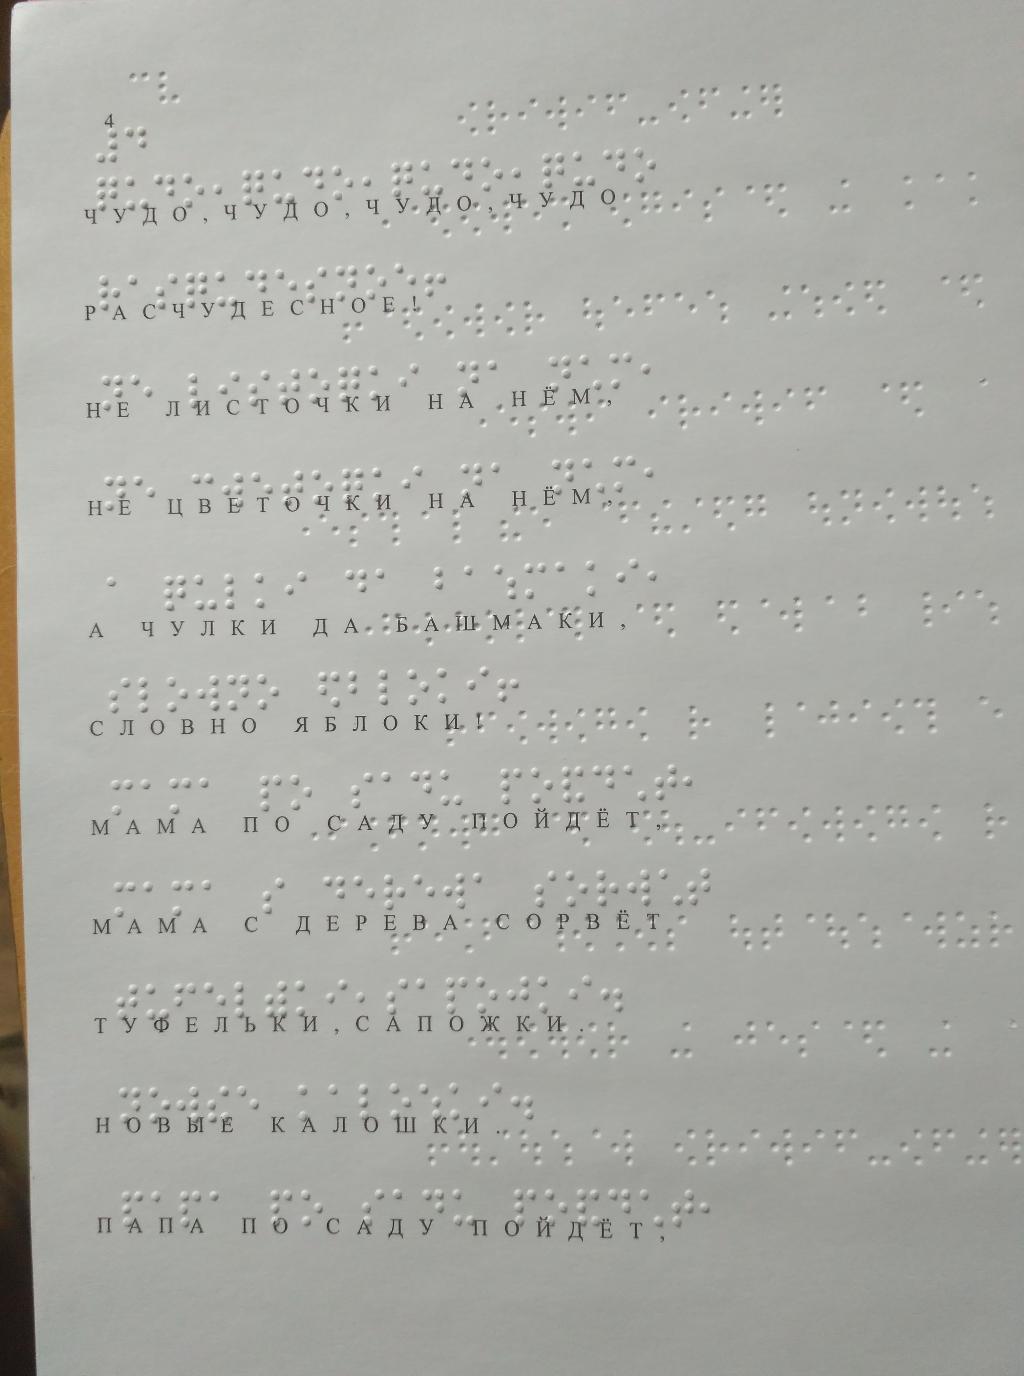 4
ЧУДО,ЧУДО,ЧУДО,ЧУДО
РАСЧУДЕСНОЕ!
НЕ ЛИСТОЧКИ НА НЁМ,
НЕ ЦВЕТОЧКИ НА НЁМ,
А ЧУЛКИ ДА БАШМАКИ,
СЛОВНО ЯБЛОКИ!
МАМА ПО САДУ ПОЙДЁТ,
МАМА С ДЕРЕВА СОРВЁТ
ТУФЕЛЬКИ,САПОЖКИ.
НОВЫЕ КАЛОШКИ.
ПАПА ПО САДУ ПОЙДЁТ,